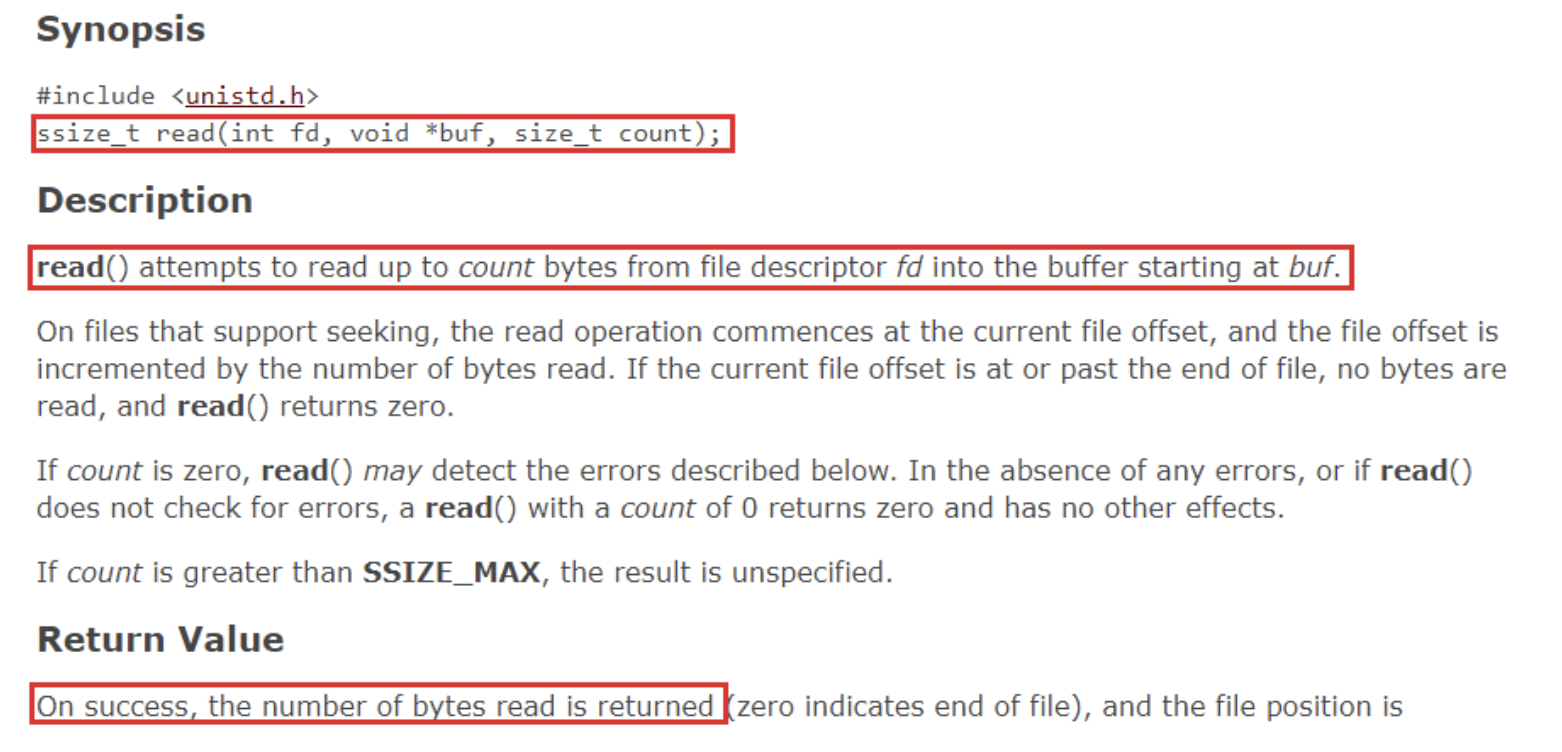 Synopsis
#include <unistd.h>
ssize_t read(int fd, void *buf, size_t count);
Description
read() attempts to read up to count bytes from file descriptor fd into the buffer starting at buf.
On files that support seeking, the read operation commences at the current file offset, and the file offset is
incremented by the number of bytes read. If the current file offset is at or past the end of file, no bytes are
read, and read() returns zero.
If count is zero, read() may detect the errors described below. In the absence of any errors, or if read()
does not check for errors, a read() with a count of 0 returns zero and has no other effects.
If count is greater than SSIZE_MAX, the result is unspecified.
Return Value
On success, the number of bytes read is returned (zero indicates end of file), and the file position is